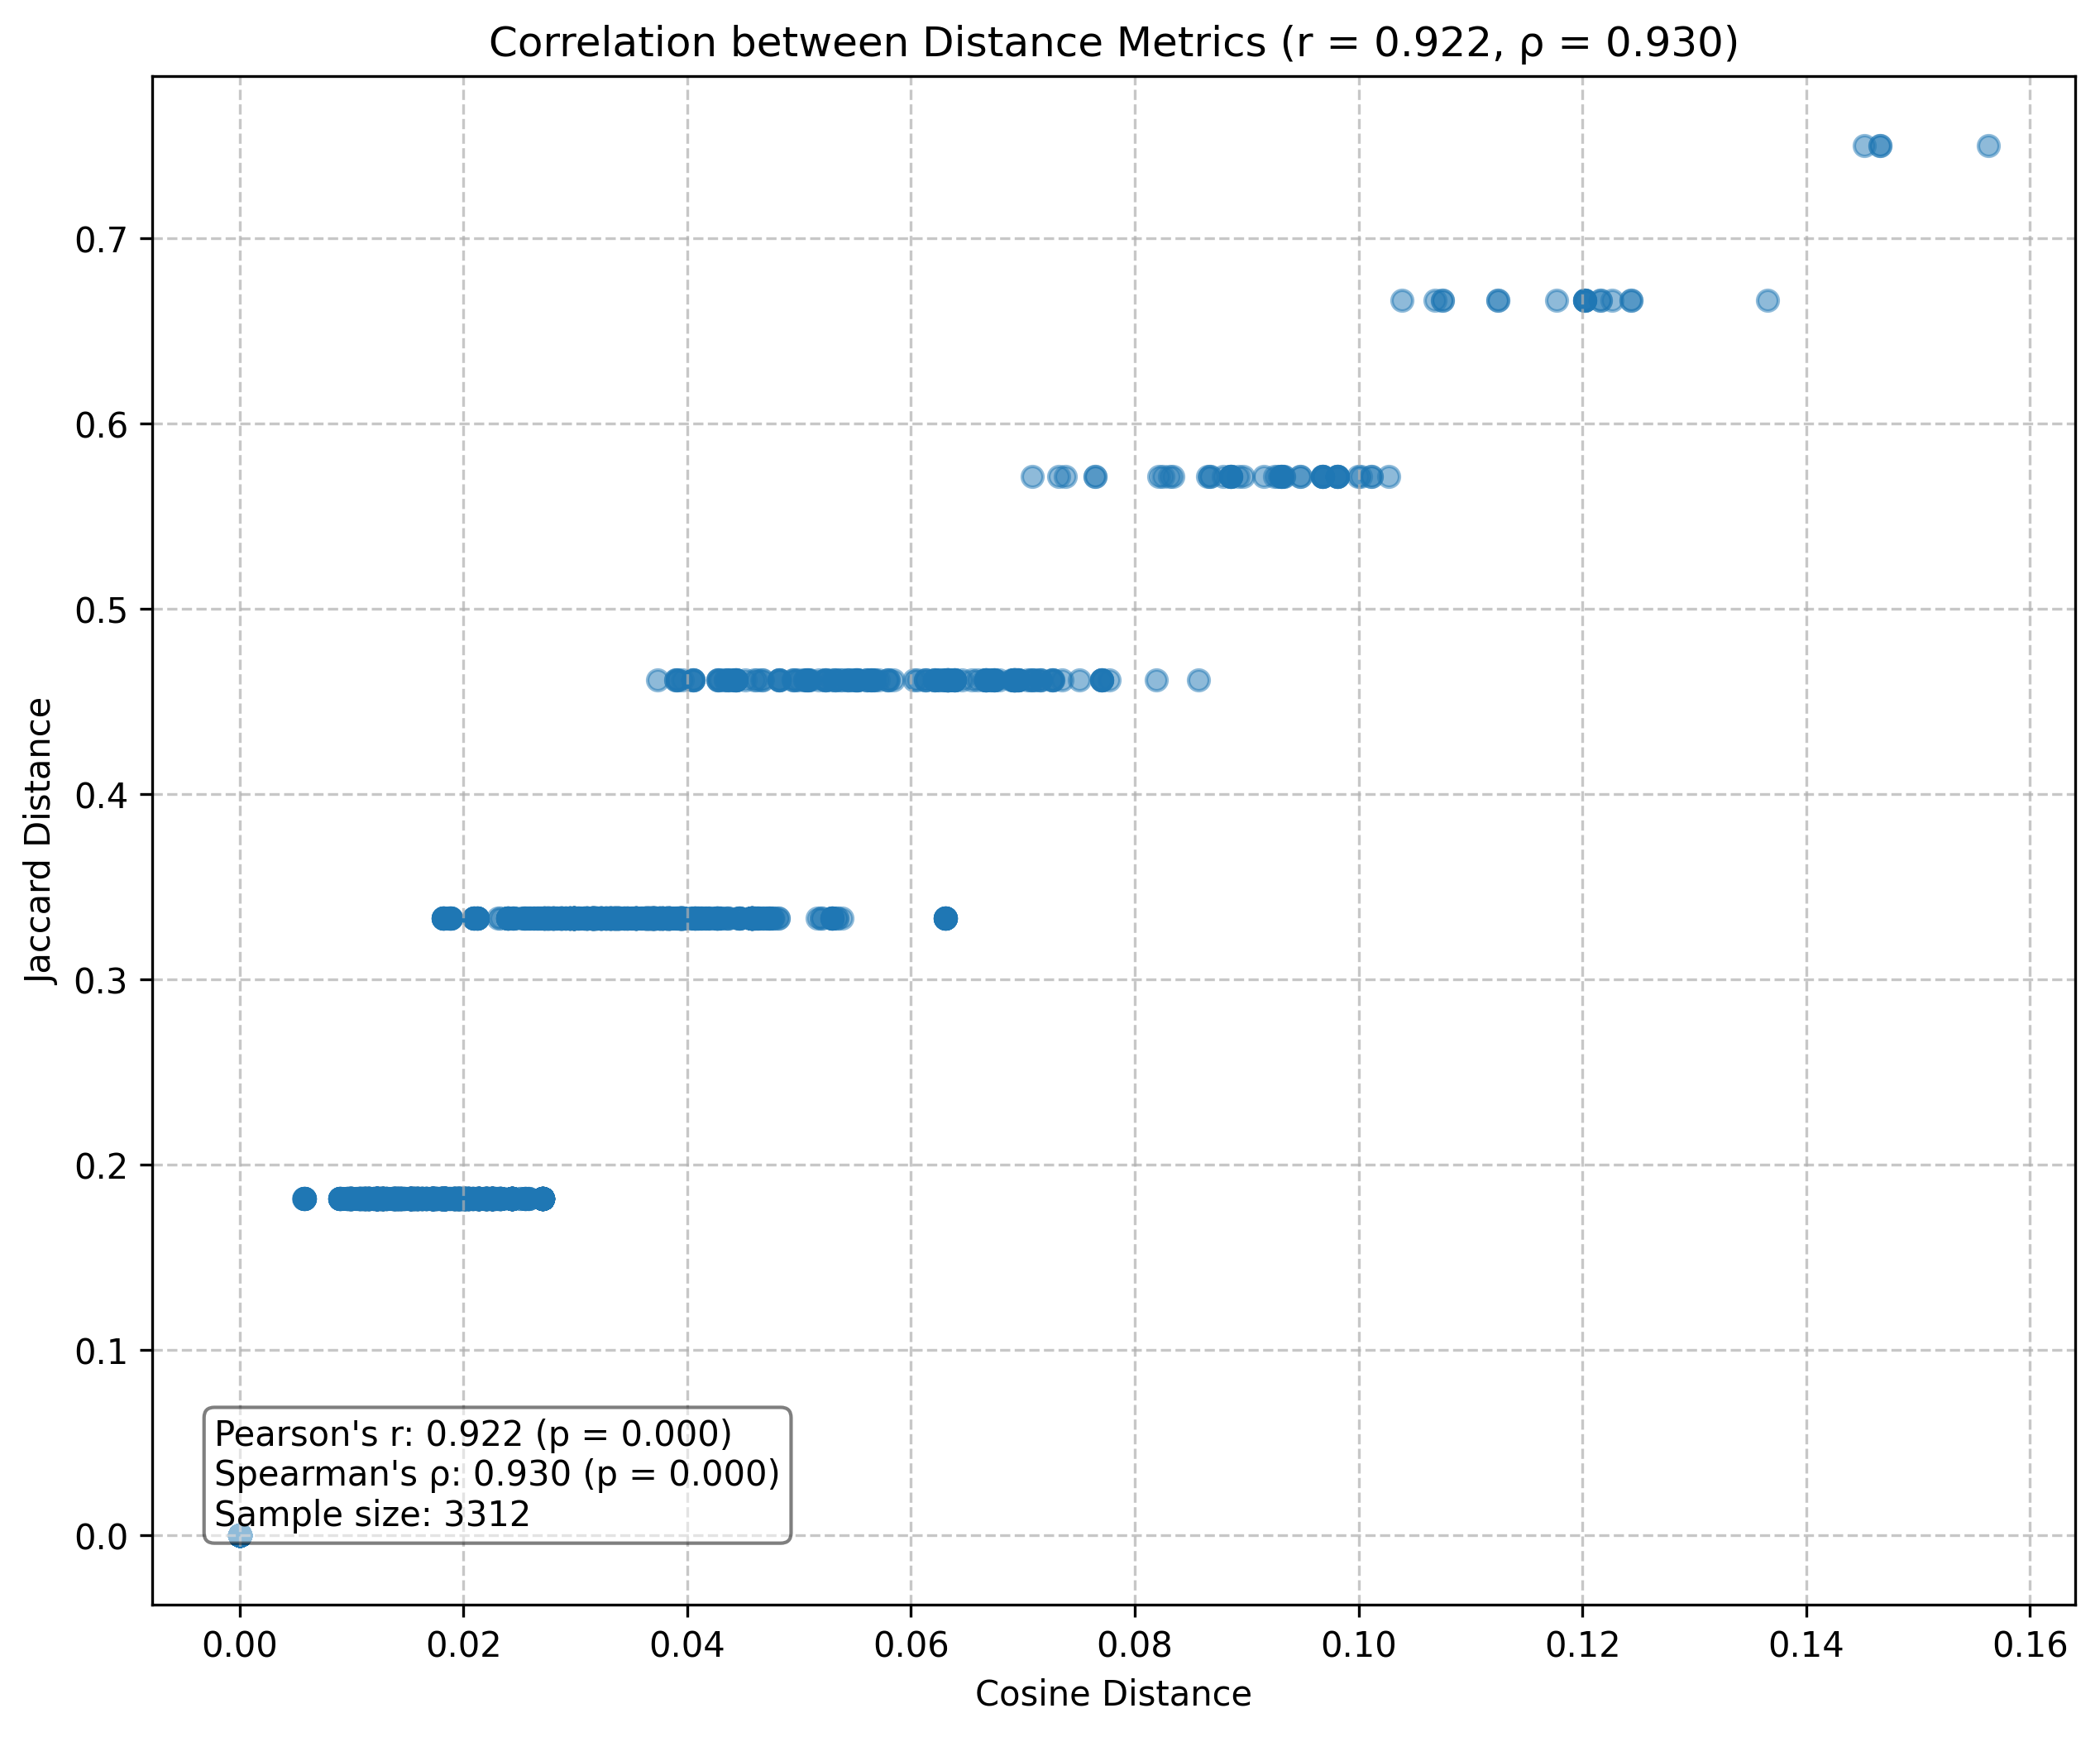 Correlation between Distance Metrics (r = 0.922, ρ = 0.930)
Jaccard Distance
0.7
0.6
0.5
0.4
0.3
0.2
0.1
0.0
Pearson's r: 0.922 (p = 0.000)
Spearman's ρ: 0.930 (p = 0.000)
Sample size: 3312
0.00 0.02 0.04 0.06 0.08 0.10 0.12 0.14 0.16
Cosine Distance